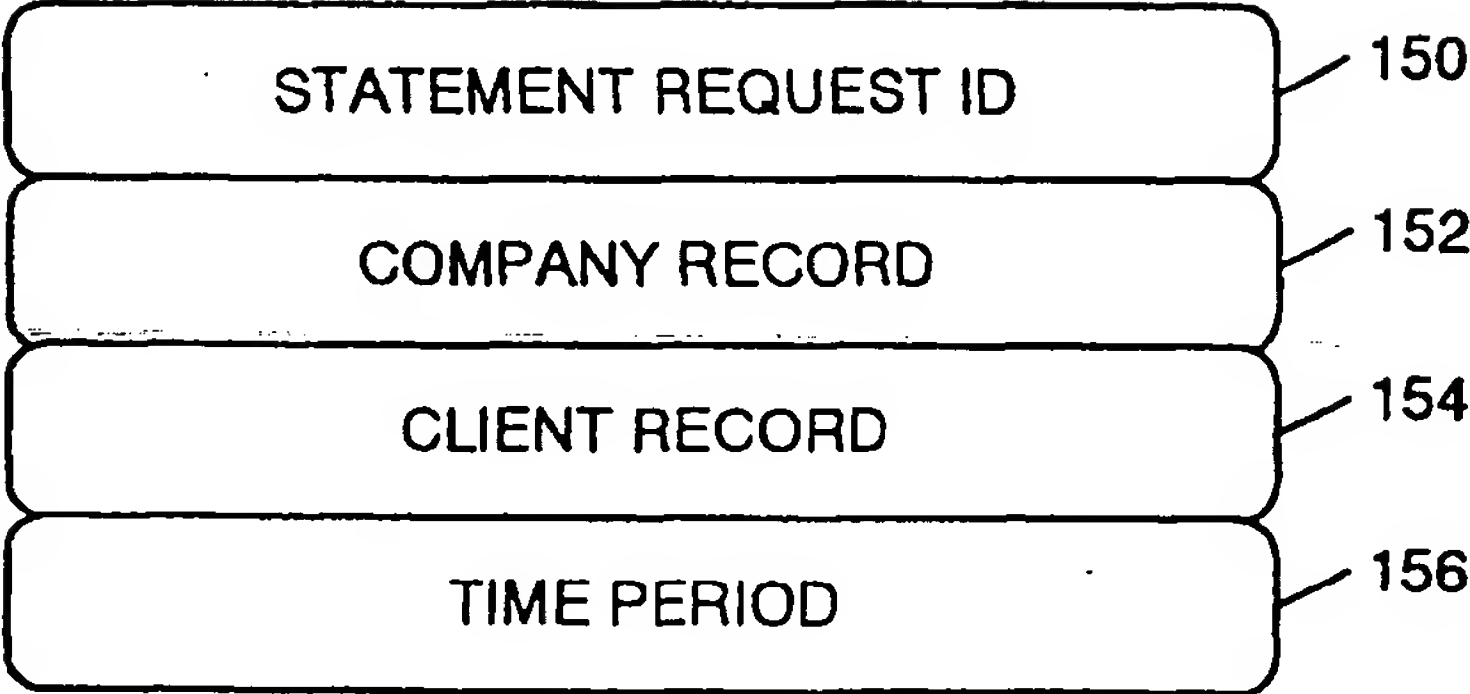 STATEMENT REQUEST ID 150
COMPANY RECORD 152
CLIENT RECORD 154
TIME PERIOD 156